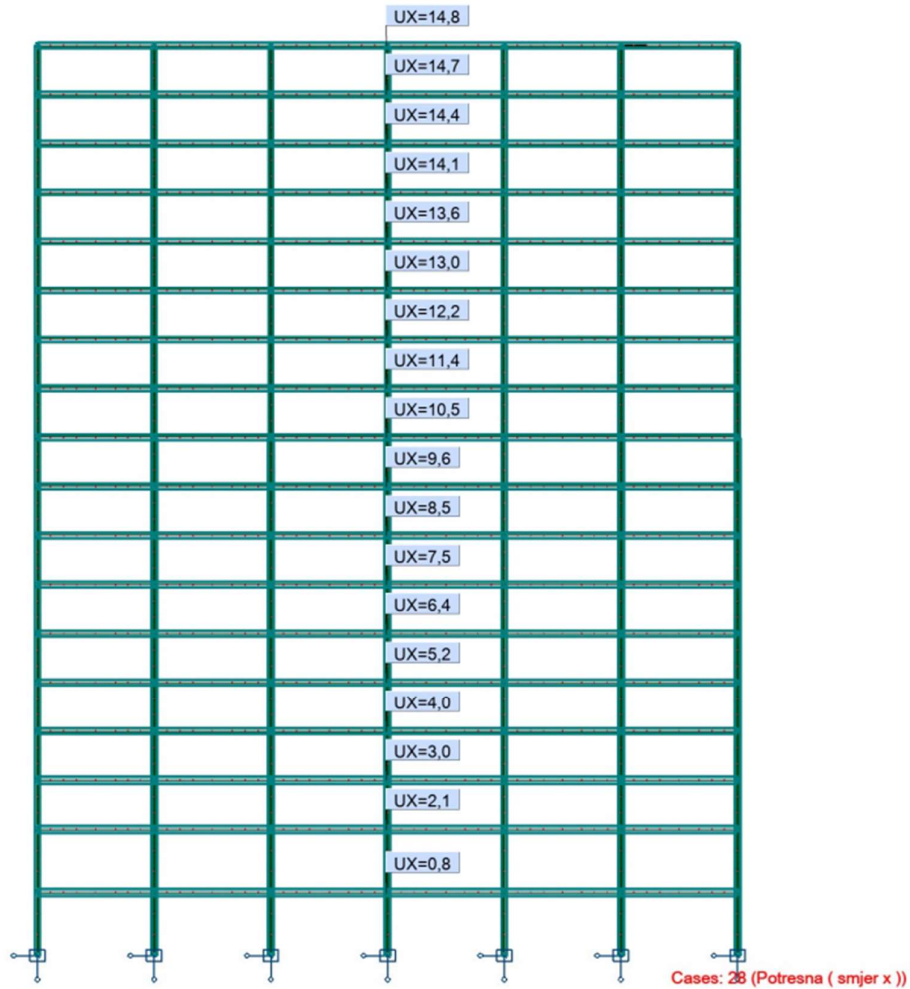 UX=14,8
UX=14,7
UX=14,4
UX=14,1
UX=13,6
UX=13,0
UX=12,2
UX=11,4
UX=10,5
UX=9,6
UX=8,5
UX=7,5
UX=6,4
UX=5,2
UX=4,0
UX=3,0
UX=2,1
UX=0,8
Cases: 28 (Potresna ( smjer x ))